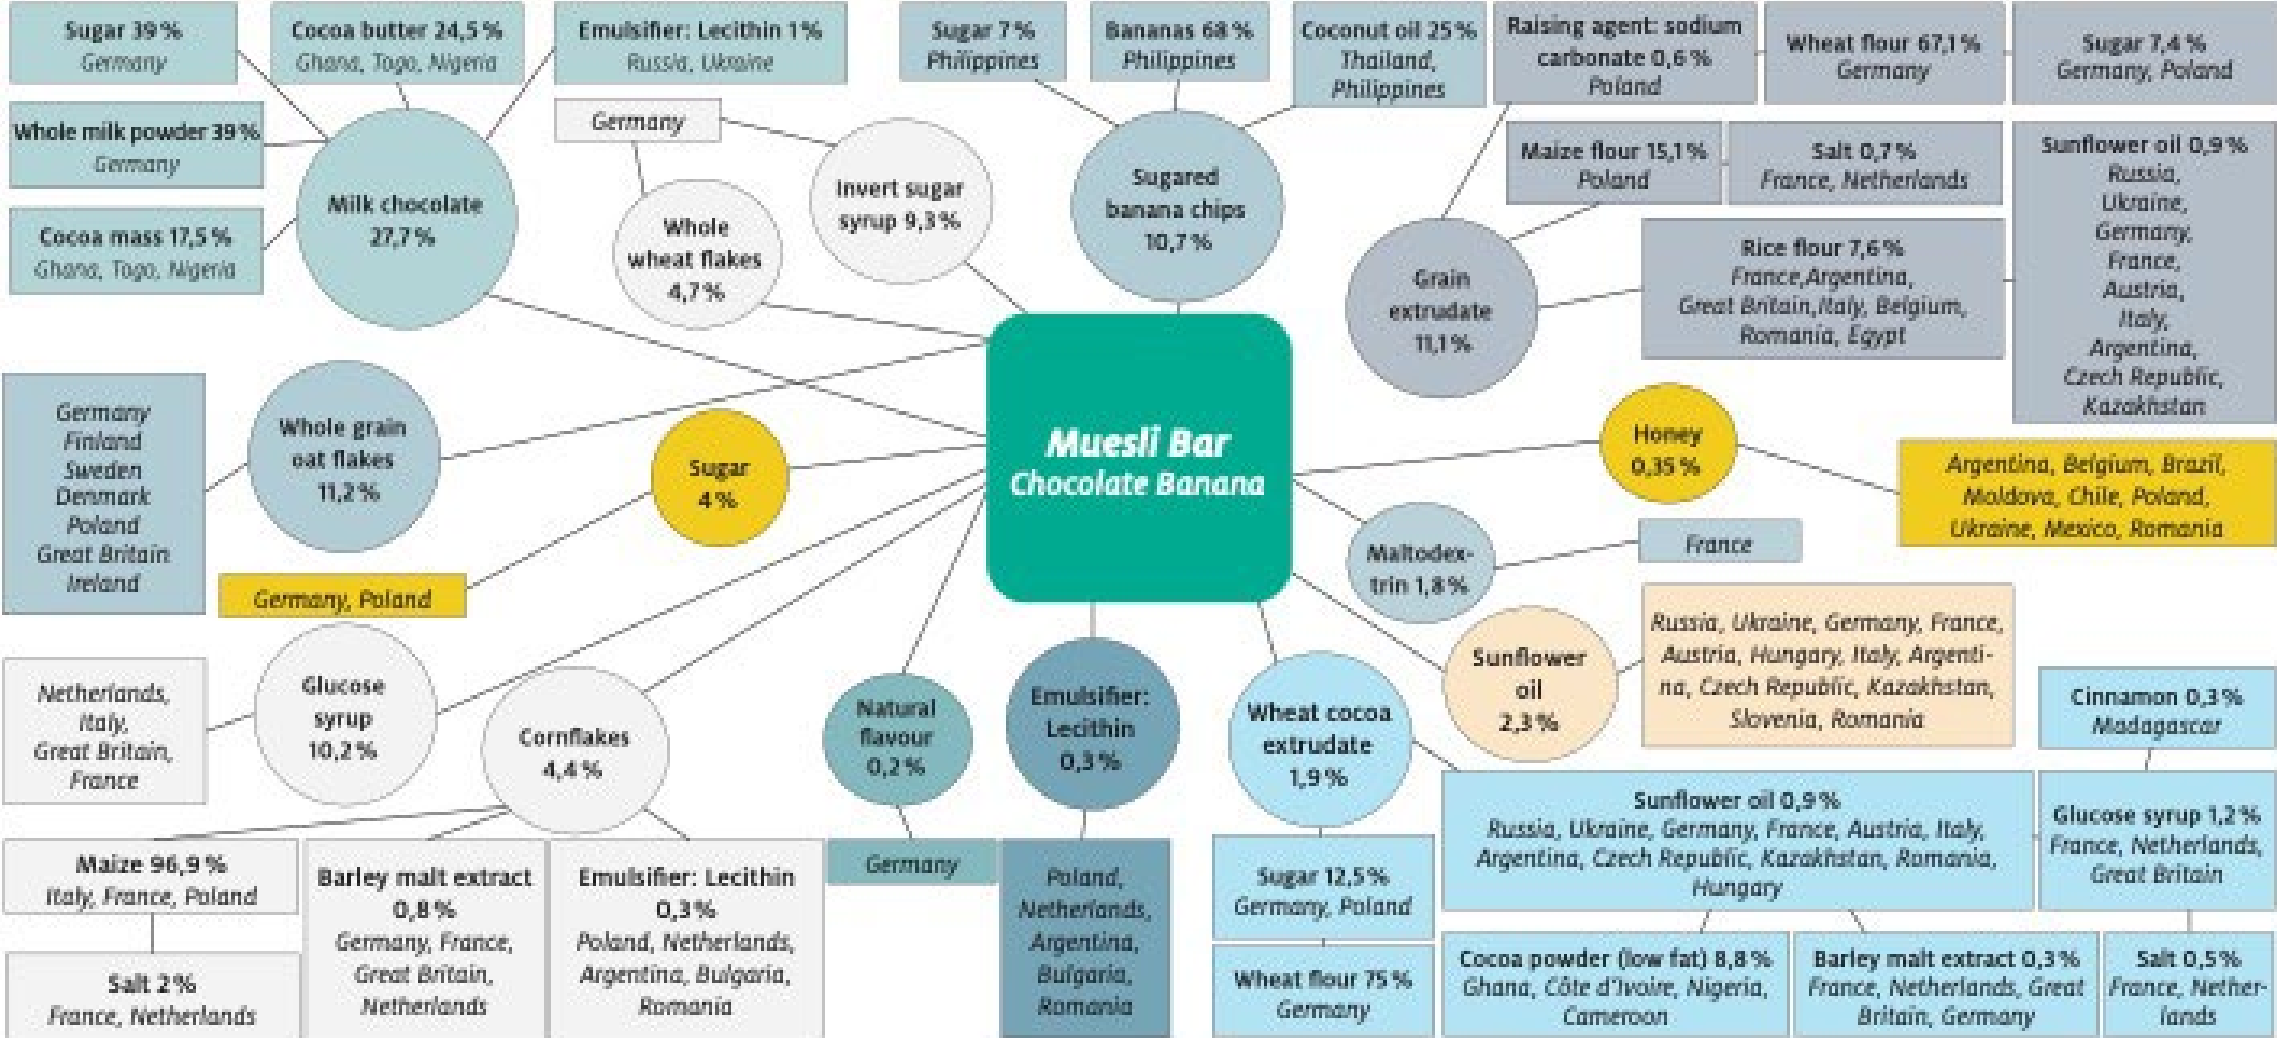 Sugar 39 %
Germany
Cocoa butter 24,5 %
Ghana, Togo, Nigeria
Emulsifier: Lecithin 1 %
Russia, Ukraine
Whole milk powder 39 %
Germany
Cocoa mass 17,5 %
Ghana, Togo, Nigeria
Milk chocolate
27,7 %
Germany
Whole
wheat flakes
4,7 %
Invert sugar
syrup 9,3 %
Sugar 7 %
Philippines
Bananas 68 %
Philippines
Coconut oil 25 %
Thailand,
Philippines
Sugared
banana chips
10,7 %
Raising agent: sodium
carbonate 0,6 %
Poland
Wheat flour 67,1 %
Germany
Sugar 7,4 %
Germany, Poland
Maize flour 15,1 %
Poland
Salt 0,7 %
France, Netherlands
Sunflower oil 0,9 %
Russia,
Ukraine,
Germany,
France,
Austria,
Italy,
Argentina,
Czech Republic,
Kazakhstan
Rice flour 7,6 %
France,Argentina,
Great Britain,Italy, Belgium,
Romania, Egypt
Grain
extrudate
11,1 %
Germany
Finland
Sweden
Denmark
Poland
Great Britain
Ireland
Whole grain
oat flakes
11,2 %
Sugar
4 %
Germany, Poland
Muesli Bar
Chocolate Banana
Honey
0,35 %
Argentina, Belgium, Brazil,
Moldova, Chile, Poland,
Ukraine, Mexico, Romania
Maltodex-
trin 1,8 %
France
Sunflower
oil
2,3 %
Russia, Ukraine, Germany, France,
Austria, Hungary, Italy, Argenti-
na, Czech Republic, Kazakhstan,
Slovenia, Romania
Netherlands,
Italy,
Great Britain,
France
Glucose
syrup
10,2 %
Cornflakes
4,4 %
Maize 96,9 %
Italy, France, Poland
Salt 2 %
France, Netherlands
Barley malt extract
0,8 %
Germany, France,
Great Britain,
Netherlands
Emulsifier: Lecithin
0,3 %
Poland, Netherlands,
Argentina, Bulgaria,
Romania
Natural
flavour
0,2 %
Germany
Emulsifier:
Lecithin
0,3 %
Poland,
Netherlands,
Argentina,
Bulgaria,
Romania
Wheat cocoa
extrudate
1,9 %
Sugar 12,5 %
Germany, Poland
Wheat flour 75 %
Germany
Sunflower oil 0,9 %
Russia, Ukraine, Germany, France, Austria, Italy,
Argentina, Czech Republic, Kazakhstan, Romania,
Hungary
Cinnamon 0,3 %
Madagascar
Glucose syrup 1,2 %
France, Netherlands,
Great Britain
Cocoa powder (low fat) 8,8 %
Ghana, Côte d'Ivoire, Nigeria,
Cameroon
Barley malt extract 0,3 %
France, Netherlands, Great
Britain, Germany
Salt 0,5 %
France, Nether-
lands